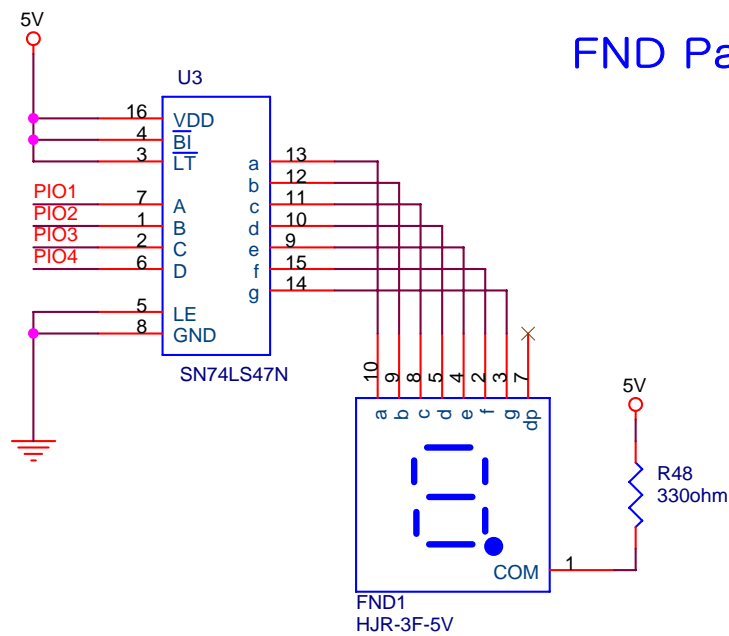 5V
FND Pa
U3
16 VDD
4 BI
3 LT
PIO1 7 A
PIO2 1 B
PIO3 2 C
PIO4 6 D
5 LE
8 GND
a 13
b 12
c 11
d 10
e 9
f 15
g 14
SN74LS47N
10 9 8 5 4 2 3 7
a b c d e f g dp
5V
R48
330ohm
COM 1
FND1
HJR-3F-5V